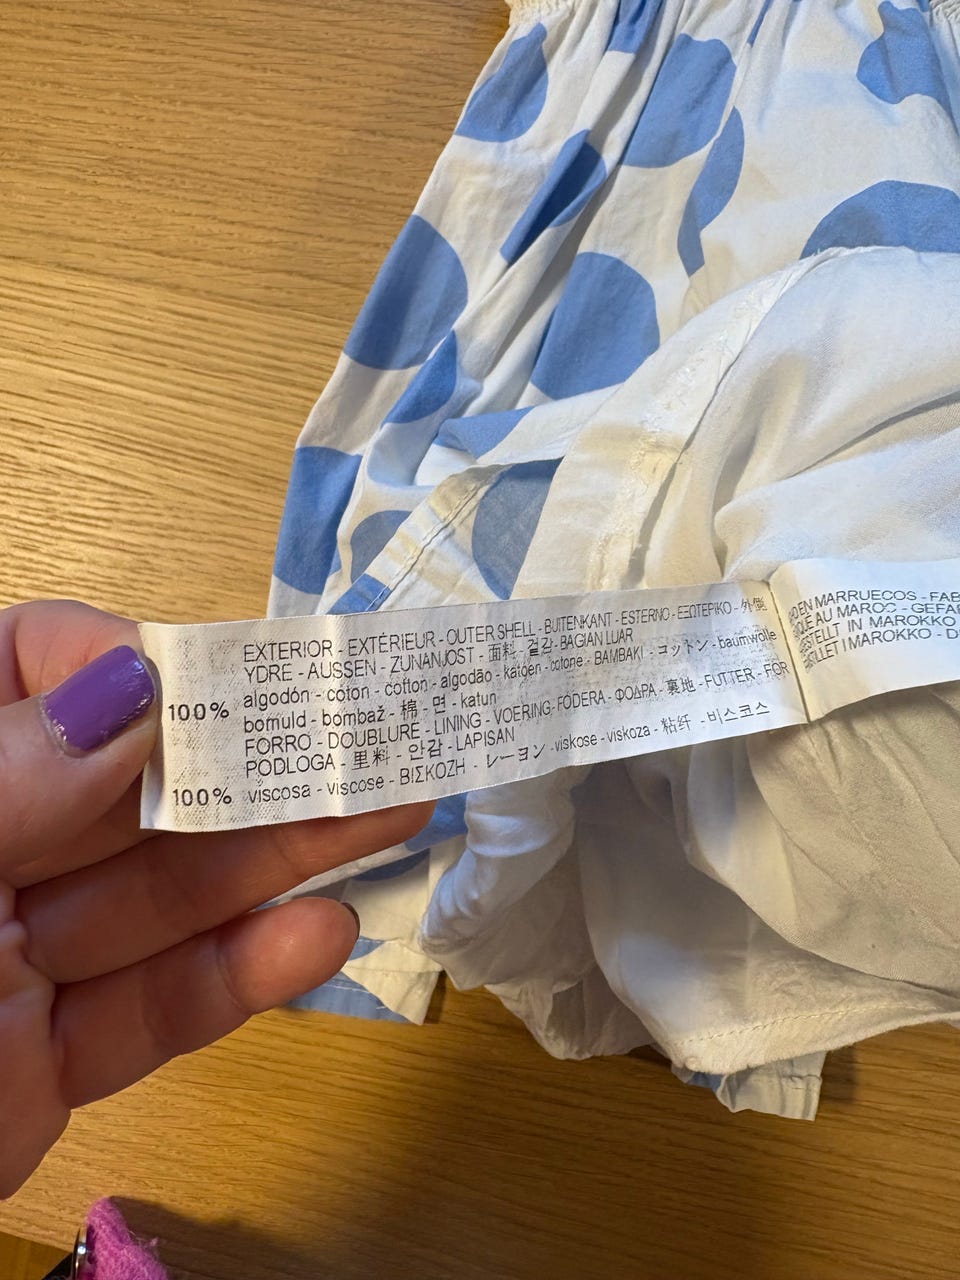 EXTERIOR - EXTÉRIEUR - OUTER SHELL - BUITENKANT - ESTERNO - ΕΞΩΤΕΡΙΚΟ - 外側
YDRE - AUSSEN - ZUNANJOST - 面料 - 겉감 - BAGIAN LUAR
100% algodón - coton - cotton - algodão - katoen - cotone - BAMBAKI - コットン - baumwolle
bomuld - bombaž - 棉 - 면 - katun
FORRO - DOUBLURE - LINING - VOERING - FODERA - ΦΟΔΡΑ - 裏地 - FUTTER - FOR
PODLOGA - 里料 - 안감 - LAPISAN
100% viscosa - viscose - ΒΙΣΚΟΖΗ - レーヨン - viskose - viskoza - 粘纤 - 비스코스
EN MARRUECOS - FAB
AU MAROC - GEFAB
IN MAROKKO
I MAROKKO - D